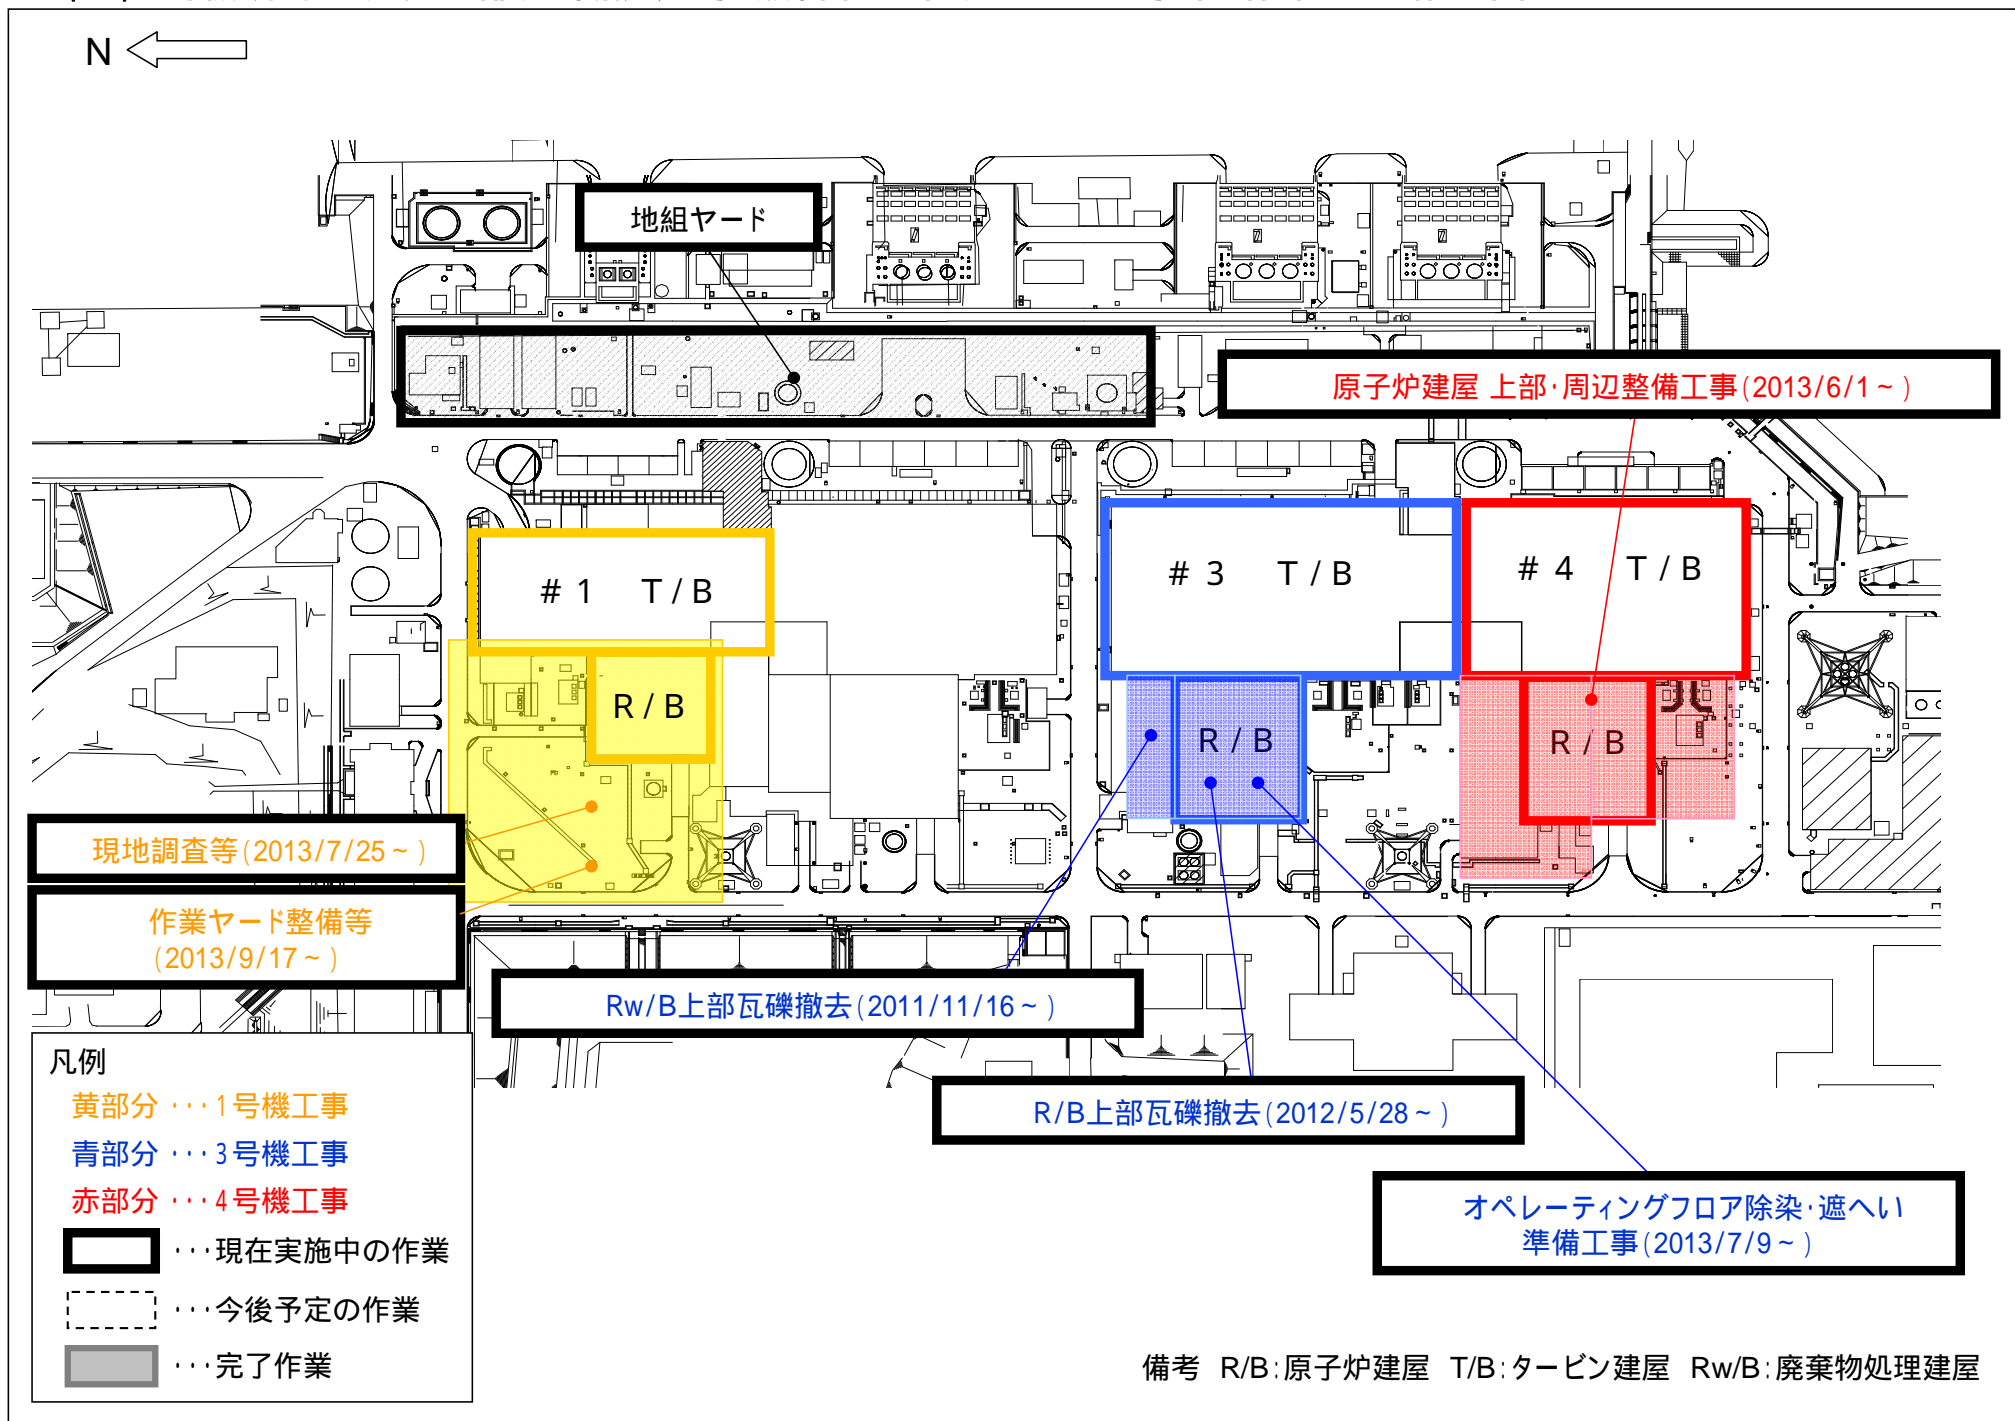 N
地組ヤード
原子炉建屋 上部・周辺整備工事(2013/6/1～)
#1 T/B
#3 T/B
#4 T/B
R/B
R/B
R/B
現地調査等(2013/7/25～)
作業ヤード整備等
(2013/9/17～)
Rw/B上部瓦礫撤去(2011/11/16～)
R/B上部瓦礫撤去(2012/5/28～)
オペレーティングフロア除染・遮へい
準備工事(2013/7/9～)
凡例
黄部分 ・・・1号機工事
青部分 ・・・3号機工事
赤部分 ・・・4号機工事
・・・現在実施中の作業
・・・今後予定の作業
・・・完了作業
備考 R/B:原子炉建屋 T/B:タービン建屋 Rw/B:廃棄物処理建屋